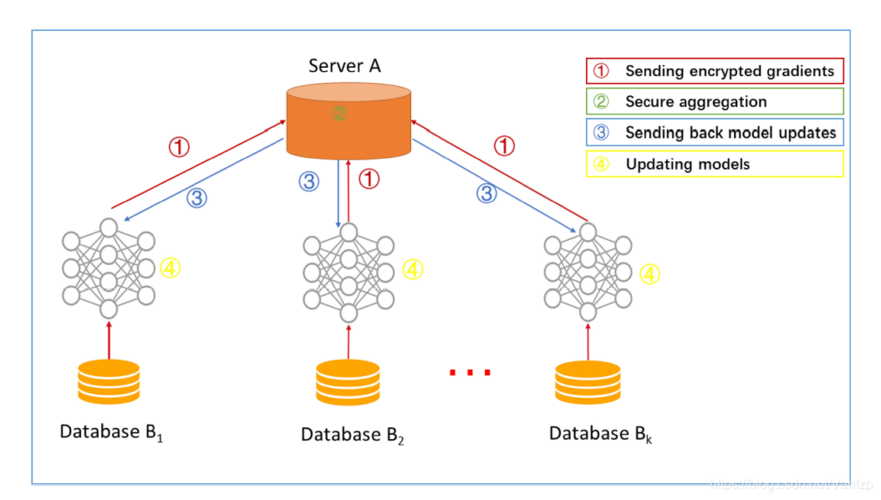 Server A
① Sending encrypted gradients
② Secure aggregation
③ Sending back model updates
④ Updating models
②
① ③ ③ ① ① ③
④ ④ ④
...
Database B₁
Database B₂
Database Bₖ